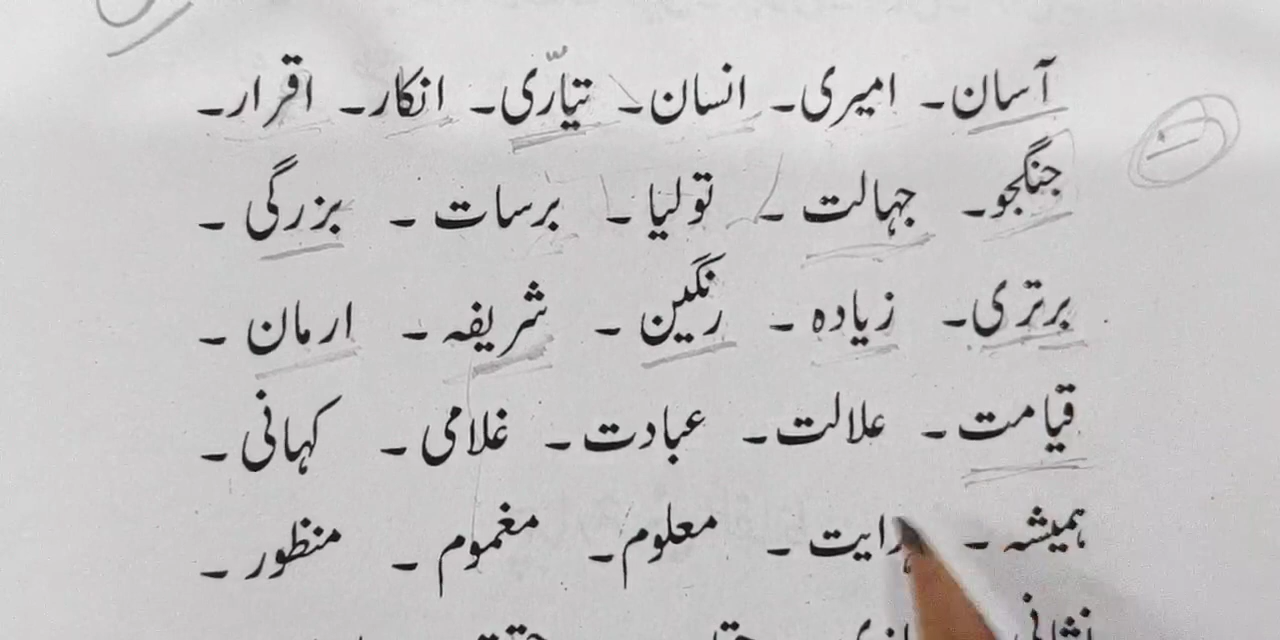 آسان۔ امیری۔ انسان۔ تیاّری۔ انکار۔ اقرار۔
جنگجو۔ جہالت۔ تولیا۔ برسات۔ بزرگی۔
برتری۔ زیادہ۔ رنگین۔ شریفہ۔ ارمان۔
قیامت۔ علالت۔ عبادت۔ غلامی۔ کہانی۔
ہمیشہ۔ معلوم۔ مغموم۔ منظور۔
نشانی